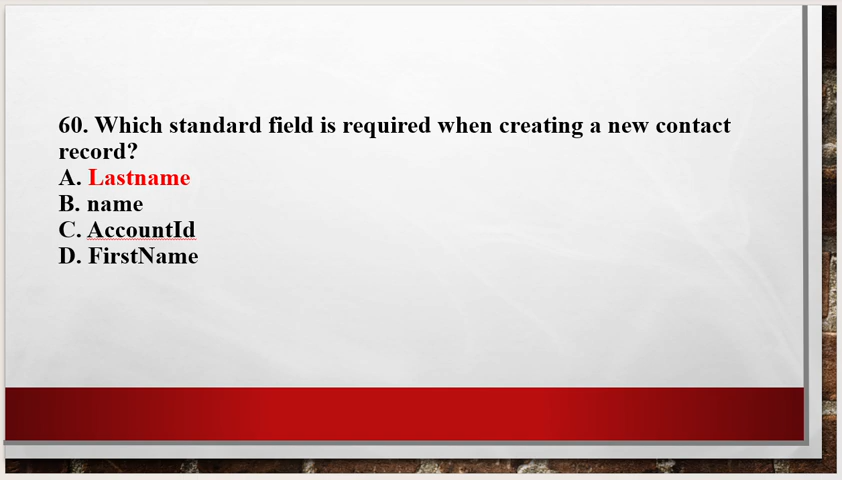 60. Which standard field is required when creating a new contact
record?
A. Lastname
B. name
C. AccountId
D. FirstName